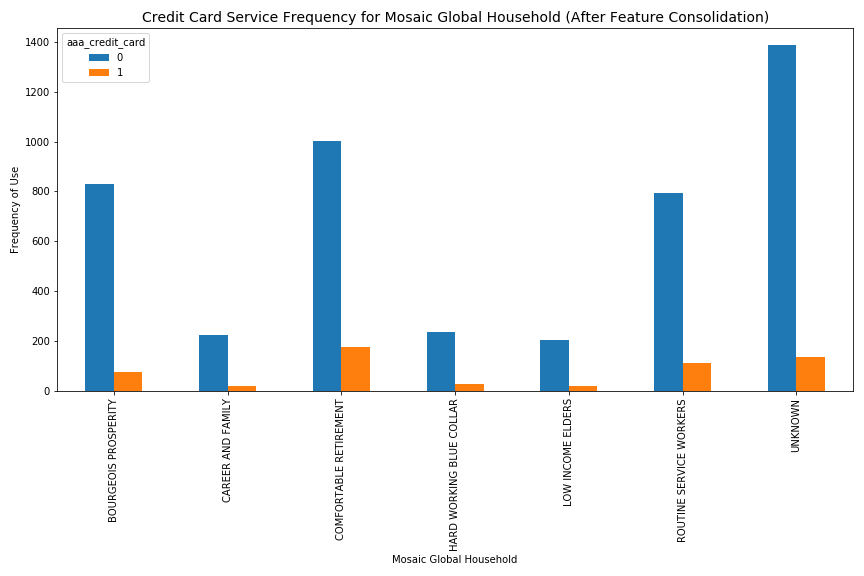 Credit Card Service Frequency for Mosaic Global Household (After Feature Consolidation)
aaa_credit_card
0
1
Frequency of Use
1400
1200
1000
800
600
400
200
0
BOURGEOIS PROSPERITY
CAREER AND FAMILY
COMFORTABLE RETIREMENT
HARD WORKING BLUE COLLAR
LOW INCOME ELDERS
ROUTINE SERVICE WORKERS
UNKNOWN
Mosaic Global Household